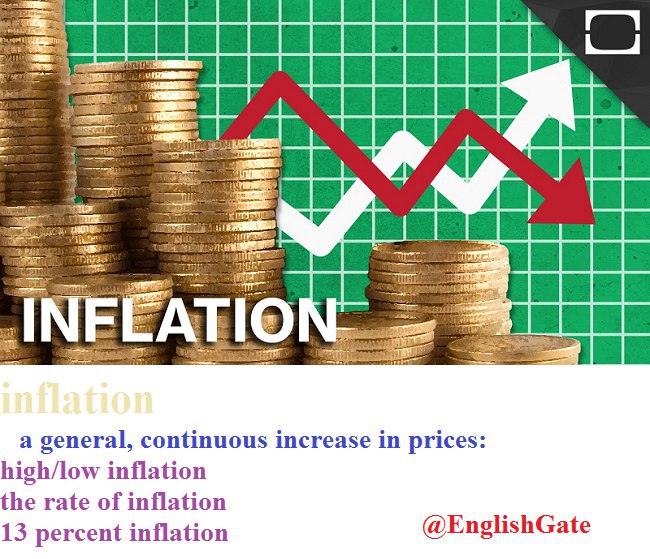 INFLATION
inflation
a general, continuous increase in prices:
high/low inflation
the rate of inflation
13 percent inflation
@EnglishGate